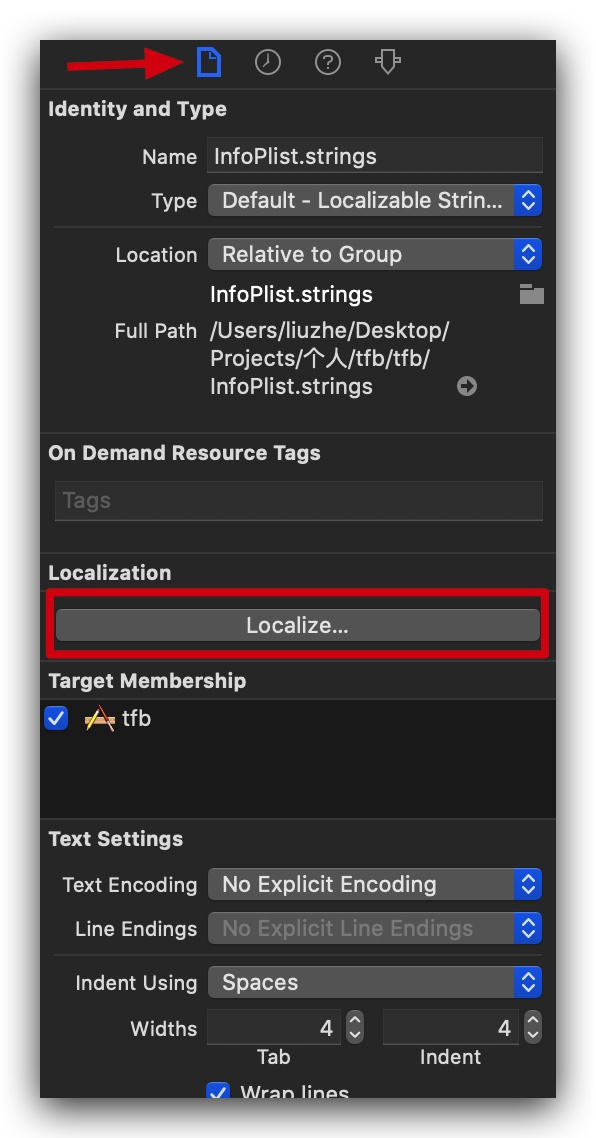 Identity and Type
Name InfoPlist.strings
Type Default - Localizable Strin...
Location Relative to Group
InfoPlist.strings
Full Path /Users/liuzhe/Desktop/
Projects/个人/tfb/tfb/
InfoPlist.strings
On Demand Resource Tags
Tags
Localization
Localize...
Target Membership
tfb
Text Settings
Text Encoding No Explicit Encoding
Line Endings No Explicit Line Endings
Indent Using Spaces
Widths 4 4
Tab Indent
Wrap lines